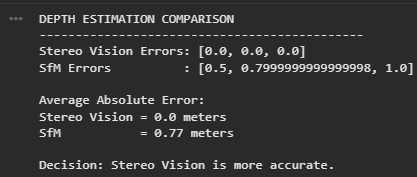 DEPTH ESTIMATION COMPARISON
---------------------------------------------
Stereo Vision Errors: [0.0, 0.0, 0.0]
SfM Errors          : [0.5, 0.7999999999999998, 1.0]
Average Absolute Error:
Stereo Vision = 0.0 meters
SfM           = 0.77 meters
Decision: Stereo Vision is more accurate.